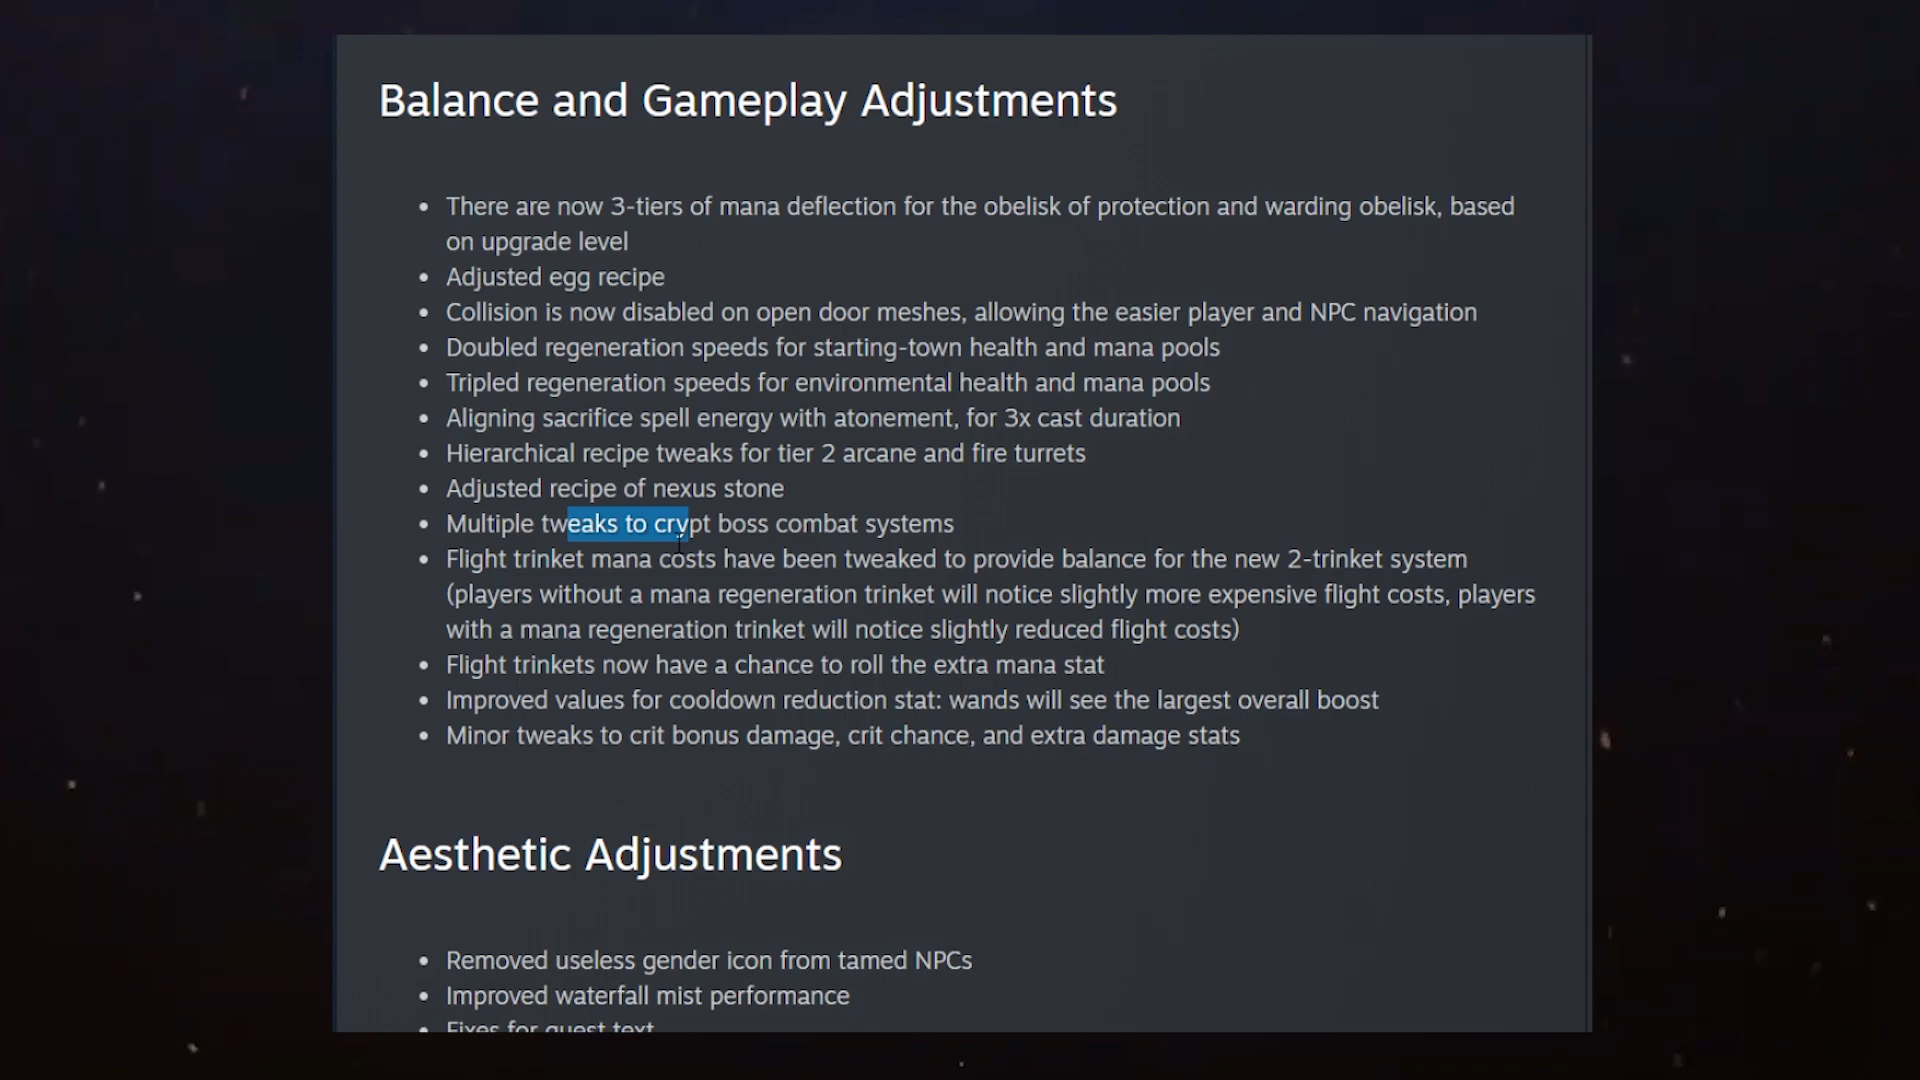 Balance and Gameplay Adjustments
• There are now 3-tiers of mana deflection for the obelisk of protection and warding obelisk, based
on upgrade level
• Adjusted egg recipe
• Collision is now disabled on open door meshes, allowing the easier player and NPC navigation
• Doubled regeneration speeds for starting-town health and mana pools
• Tripled regeneration speeds for environmental health and mana pools
• Aligning sacrifice spell energy with atonement, for 3x cast duration
• Hierarchical recipe tweaks for tier 2 arcane and fire turrets
• Adjusted recipe of nexus stone
• Multiple tweaks to crypt boss combat systems
• Flight trinket mana costs have been tweaked to provide balance for the new 2-trinket system
(players without a mana regeneration trinket will notice slightly more expensive flight costs, players
with a mana regeneration trinket will notice slightly reduced flight costs)
• Flight trinkets now have a chance to roll the extra mana stat
• Improved values for cooldown reduction stat: wands will see the largest overall boost
• Minor tweaks to crit bonus damage, crit chance, and extra damage stats
Aesthetic Adjustments
• Removed useless gender icon from tamed NPCs
• Improved waterfall mist performance
• Fixes for quest text